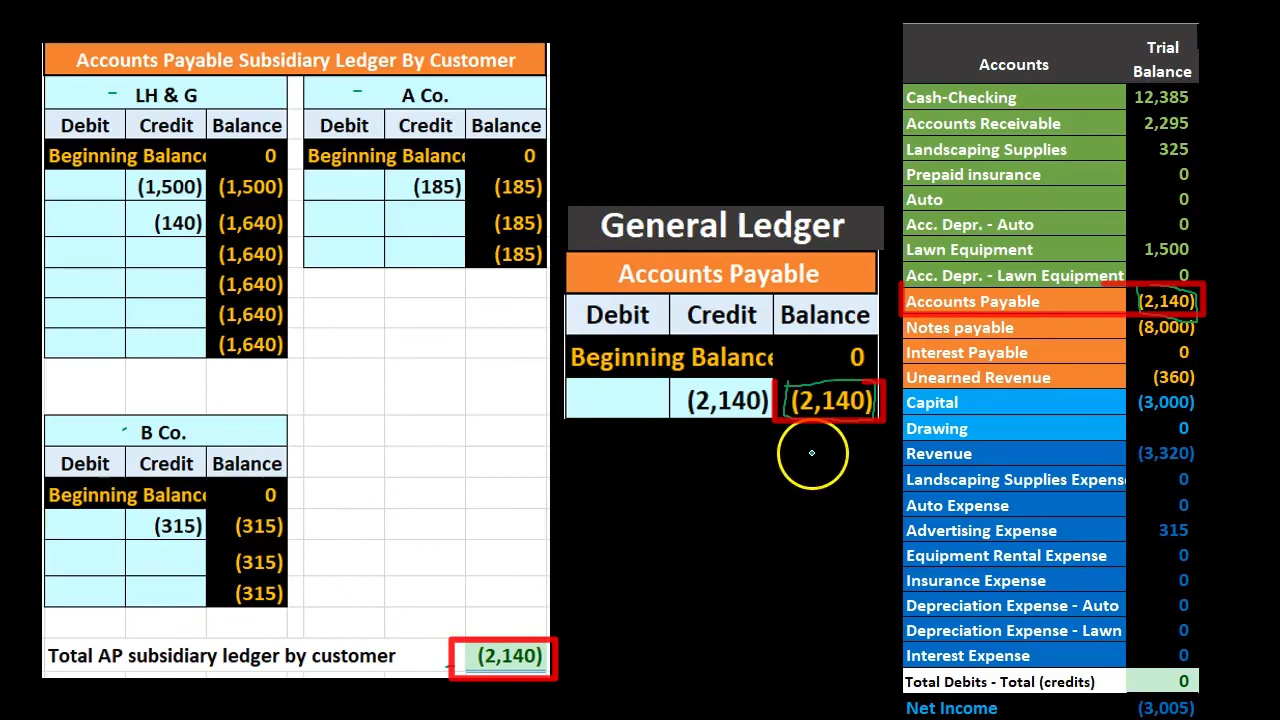 Accounts Payable Subsidiary Ledger By Customer
LH & G
Debit Credit Balance
Beginning Balance 0
(1,500) (1,500)
(140) (1,640)
(1,640)
(1,640)
(1,640)
(1,640)
A Co.
Debit Credit Balance
Beginning Balance 0
(185) (185)
(185)
(185)
B Co.
Debit Credit Balance
Beginning Balance 0
(315) (315)
(315)
(315)
Total AP subsidiary ledger by customer (2,140)
General Ledger
Accounts Payable
Debit Credit Balance
Beginning Balance 0
(2,140) (2,140)
Accounts Trial Balance
Cash-Checking 12,385
Accounts Receivable 2,295
Landscaping Supplies 325
Prepaid insurance 0
Auto 0
Acc. Depr. - Auto 0
Lawn Equipment 1,500
Acc. Depr. - Lawn Equipment 0
Accounts Payable (2,140)
Notes payable (8,000)
Interest Payable 0
Unearned Revenue (360)
Capital (3,000)
Drawing 0
Revenue (3,320)
Landscaping Supplies Expens 0
Auto Expense 0
Advertising Expense 315
Equipment Rental Expense 0
Insurance Expense 0
Depreciation Expense - Auto 0
Depreciation Expense - Lawn 0
Interest Expense 0
Total Debits - Total (credits) 0
Net Income (3,005)